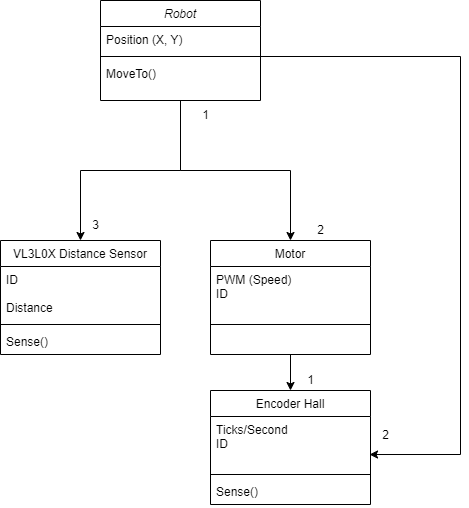 Robot
Position (X, Y)
MoveTo()
1
3
2
VL3L0X Distance Sensor
ID
Distance
Sense()
Motor
PWM (Speed)
ID
1
Encoder Hall
Ticks/Second
ID
Sense()
2